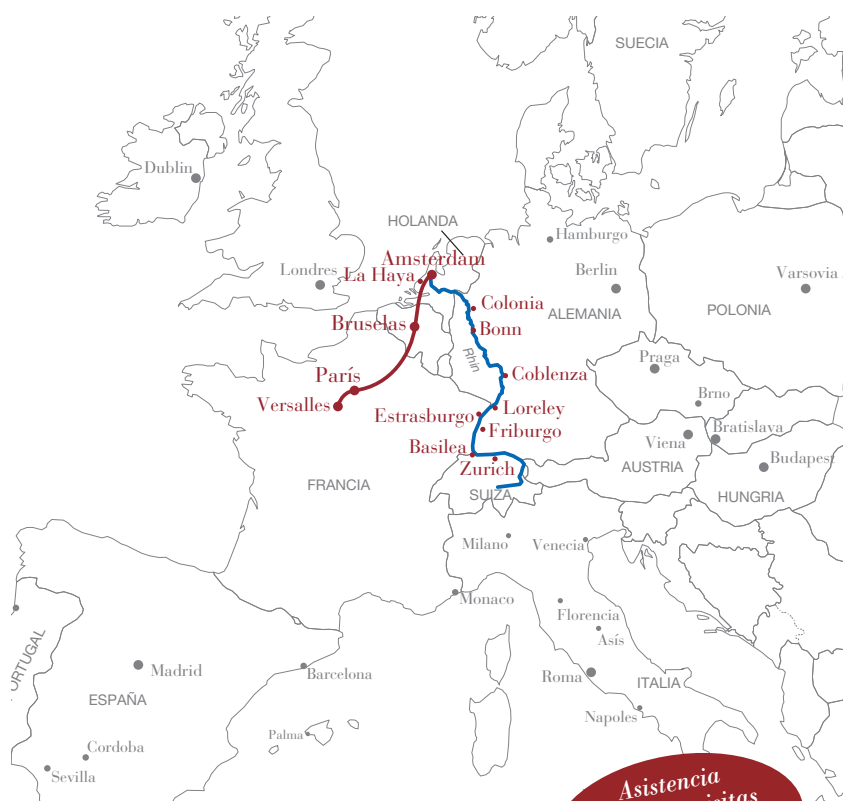 SUECIA
Dublin
HOLANDA
Hamburgo
Amsterdam
La Haya
Londres
Berlin
Varsovia
Colonia
ALEMANIA
POLONIA
Bruselas
Bonn
Rhin
Praga
París
Coblenza
Brno
Versalles
Estrasburgo
Loreley
Friburgo
Viena
Bratislava
Basilea
Zurich
AUSTRIA
Budapest
FRANCIA
SUIZA
HUNGRIA
Milano
Venecia
Monaco
Florencia
Asís
PORTUGAL
Madrid
Barcelona
Roma
ITALIA
ESPAÑA
Napoles
Palma
Cordoba
Sevilla
Asistencia